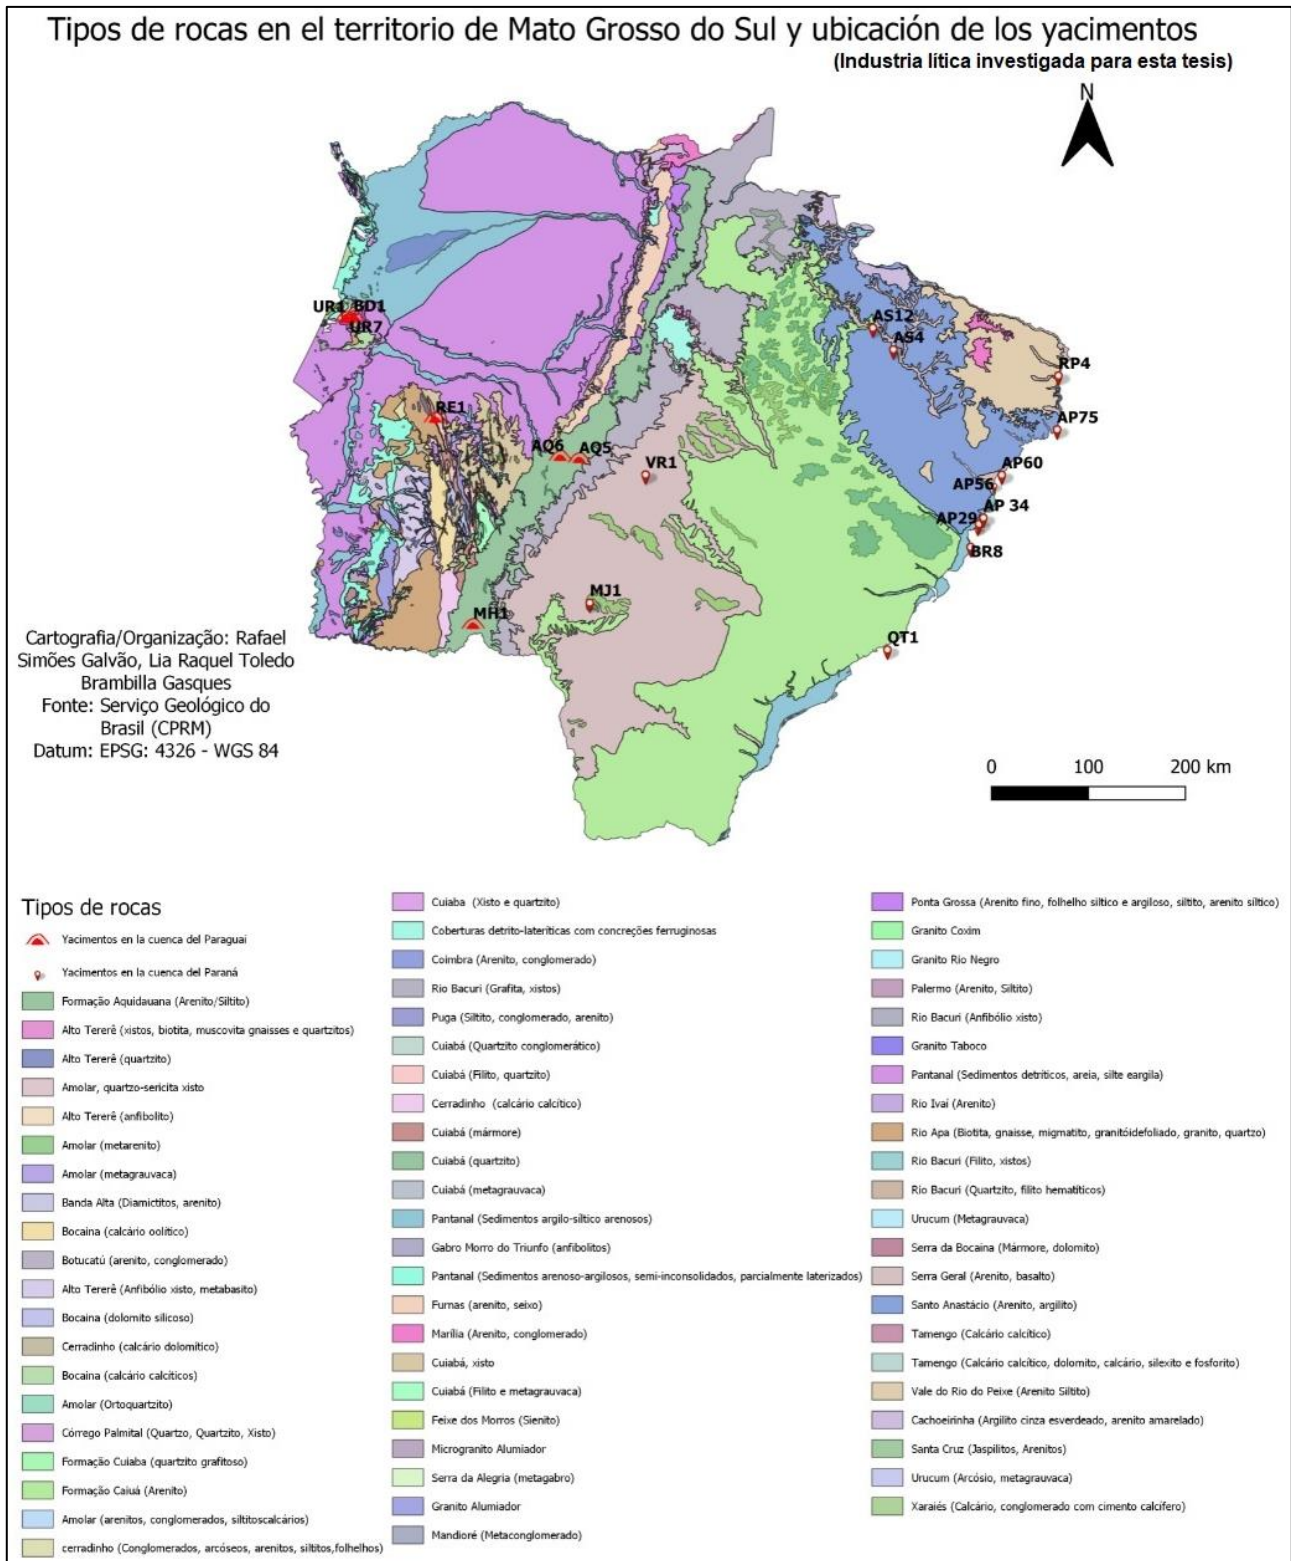 Tipos de rocas en el territorio de Mato Grosso do Sul y ubicación de los yacimentos
(Industria lítica investigada para esta tesis)
N
UR1 BD1
UR7
AS12
AS4
RP4
RE1
AP75
AQ6
AQ5
VR1
AP60
AP56
AP 34
AP29
BR8
MJ1
MH1
QT1
Cartografia/Organização: Rafael
Simões Galvão, Lia Raquel Toledo
Brambilla Gasques
Fonte: Serviço Geológico do
Brasil (CPRM)
Datum: EPSG: 4326 - WGS 84
0 100 200 km
Tipos de rocas
Yacimentos en la cuenca del Paraguai
Yacimentos en la cuenca del Paraná
Formação Aquidauana (Arenito/Siltito)
Alto Tererê (xistos, biotita, muscovita gnaisses e quartzitos)
Alto Tererê (quartzito)
Amolar, quartzo-sericita xisto
Alto Tererê (anfibolito)
Amolar (metarenito)
Amolar (metagrauvaca)
Banda Alta (Diamictitos, arenito)
Bocaina (calcário oolítico)
Botucatú (arenito, conglomerado)
Alto Tererê (Anfibólio xisto, metabasito)
Bocaina (dolomito silicoso)
Cerradinho (calcário dolomítico)
Bocaina (calcário calcíticos)
Amolar (Ortoquartzito)
Córrego Palmital (Quartzo, Quartzito, Xisto)
Formação Cuiaba (quartzito grafitoso)
Formação Caiuá (Arenito)
Amolar (arenitos, conglomerados, siltitoscalcários)
cerradinho (Conglomerados, arcóseos, arenitos, siltitos,folhelhos)
Cuiaba (Xisto e quartzito)
Coberturas detrito-lateríticas com concreções ferruginosas
Coimbra (Arenito, conglomerado)
Rio Bacuri (Grafita, xistos)
Puga (Siltito, conglomerado, arenito)
Cuiabá (Quartzito conglomerático)
Cuiabá (Filito, quartzito)
Cerradinho (calcário calcítico)
Cuiabá (mármore)
Cuiabá (quartzito)
Cuiabá (metagrauvaca)
Pantanal (Sedimentos argilo-síltico arenosos)
Gabro Morro do Triunfo (anfibolitos)
Pantanal (Sedimentos arenoso-argilosos, semi-inconsolidados, parcialmente laterizados)
Furnas (arenito, seixo)
Marília (Arenito, conglomerado)
Cuiabá, xisto
Cuiabá (Filito e metagrauvaca)
Feixe dos Morros (Sienito)
Microgranito Alumiador
Serra da Alegria (metagabro)
Granito Alumiador
Mandioré (Metaconglomerado)
Ponta Grossa (Arenito fino, folhelho síltico e argiloso, siltito, arenito síltico)
Granito Coxim
Granito Rio Negro
Palermo (Arenito, Siltito)
Rio Bacuri (Anfibólio xisto)
Granito Taboco
Pantanal (Sedimentos detríticos, areia, silte eargila)
Rio Ivaí (Arenito)
Rio Apa (Biotita, gnaisse, migmatito, granitóidefoliado, granito, quartzo)
Rio Bacuri (Filito, xistos)
Rio Bacuri (Quartzito, filito hematíticos)
Urucum (Metagrauvaca)
Serra da Bocaina (Mármore, dolomito)
Serra Geral (Arenito, basalto)
Santo Anastácio (Arenito, argilito)
Tamengo (Calcário calcítico)
Tamengo (Calcário calcítico, dolomito, calcário, silexito e fosforito)
Vale do Rio do Peixe (Arenito Siltito)
Cachoeirinha (Argilito cinza esverdeado, arenito amarelado)
Santa Cruz (Jaspilitos, Arenitos)
Urucum (Arcósio, metagrauvaca)
Xaraiés (Calcário, conglomerado com cimento calcífero)